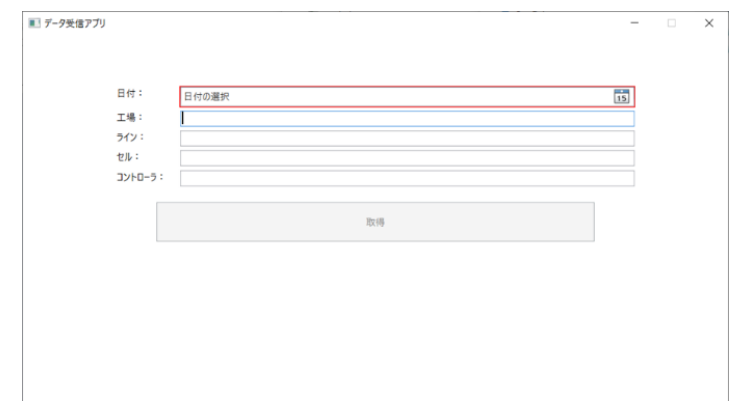 データ受信アプリ
日付：
日付の選択
15
工場：
ライン：
セル：
コントローラ：
取得